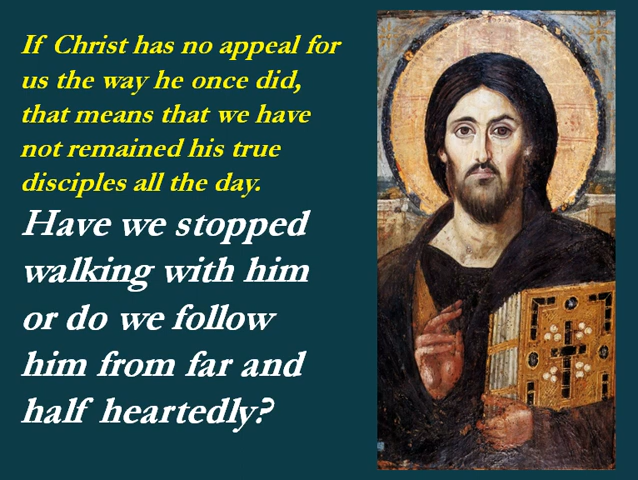 If Christ has no appeal for
us the way he once did,
that means that we have
not remained his true
disciples all the day.
Have we stopped
walking with him
or do we follow
him from far and
half heartedly?